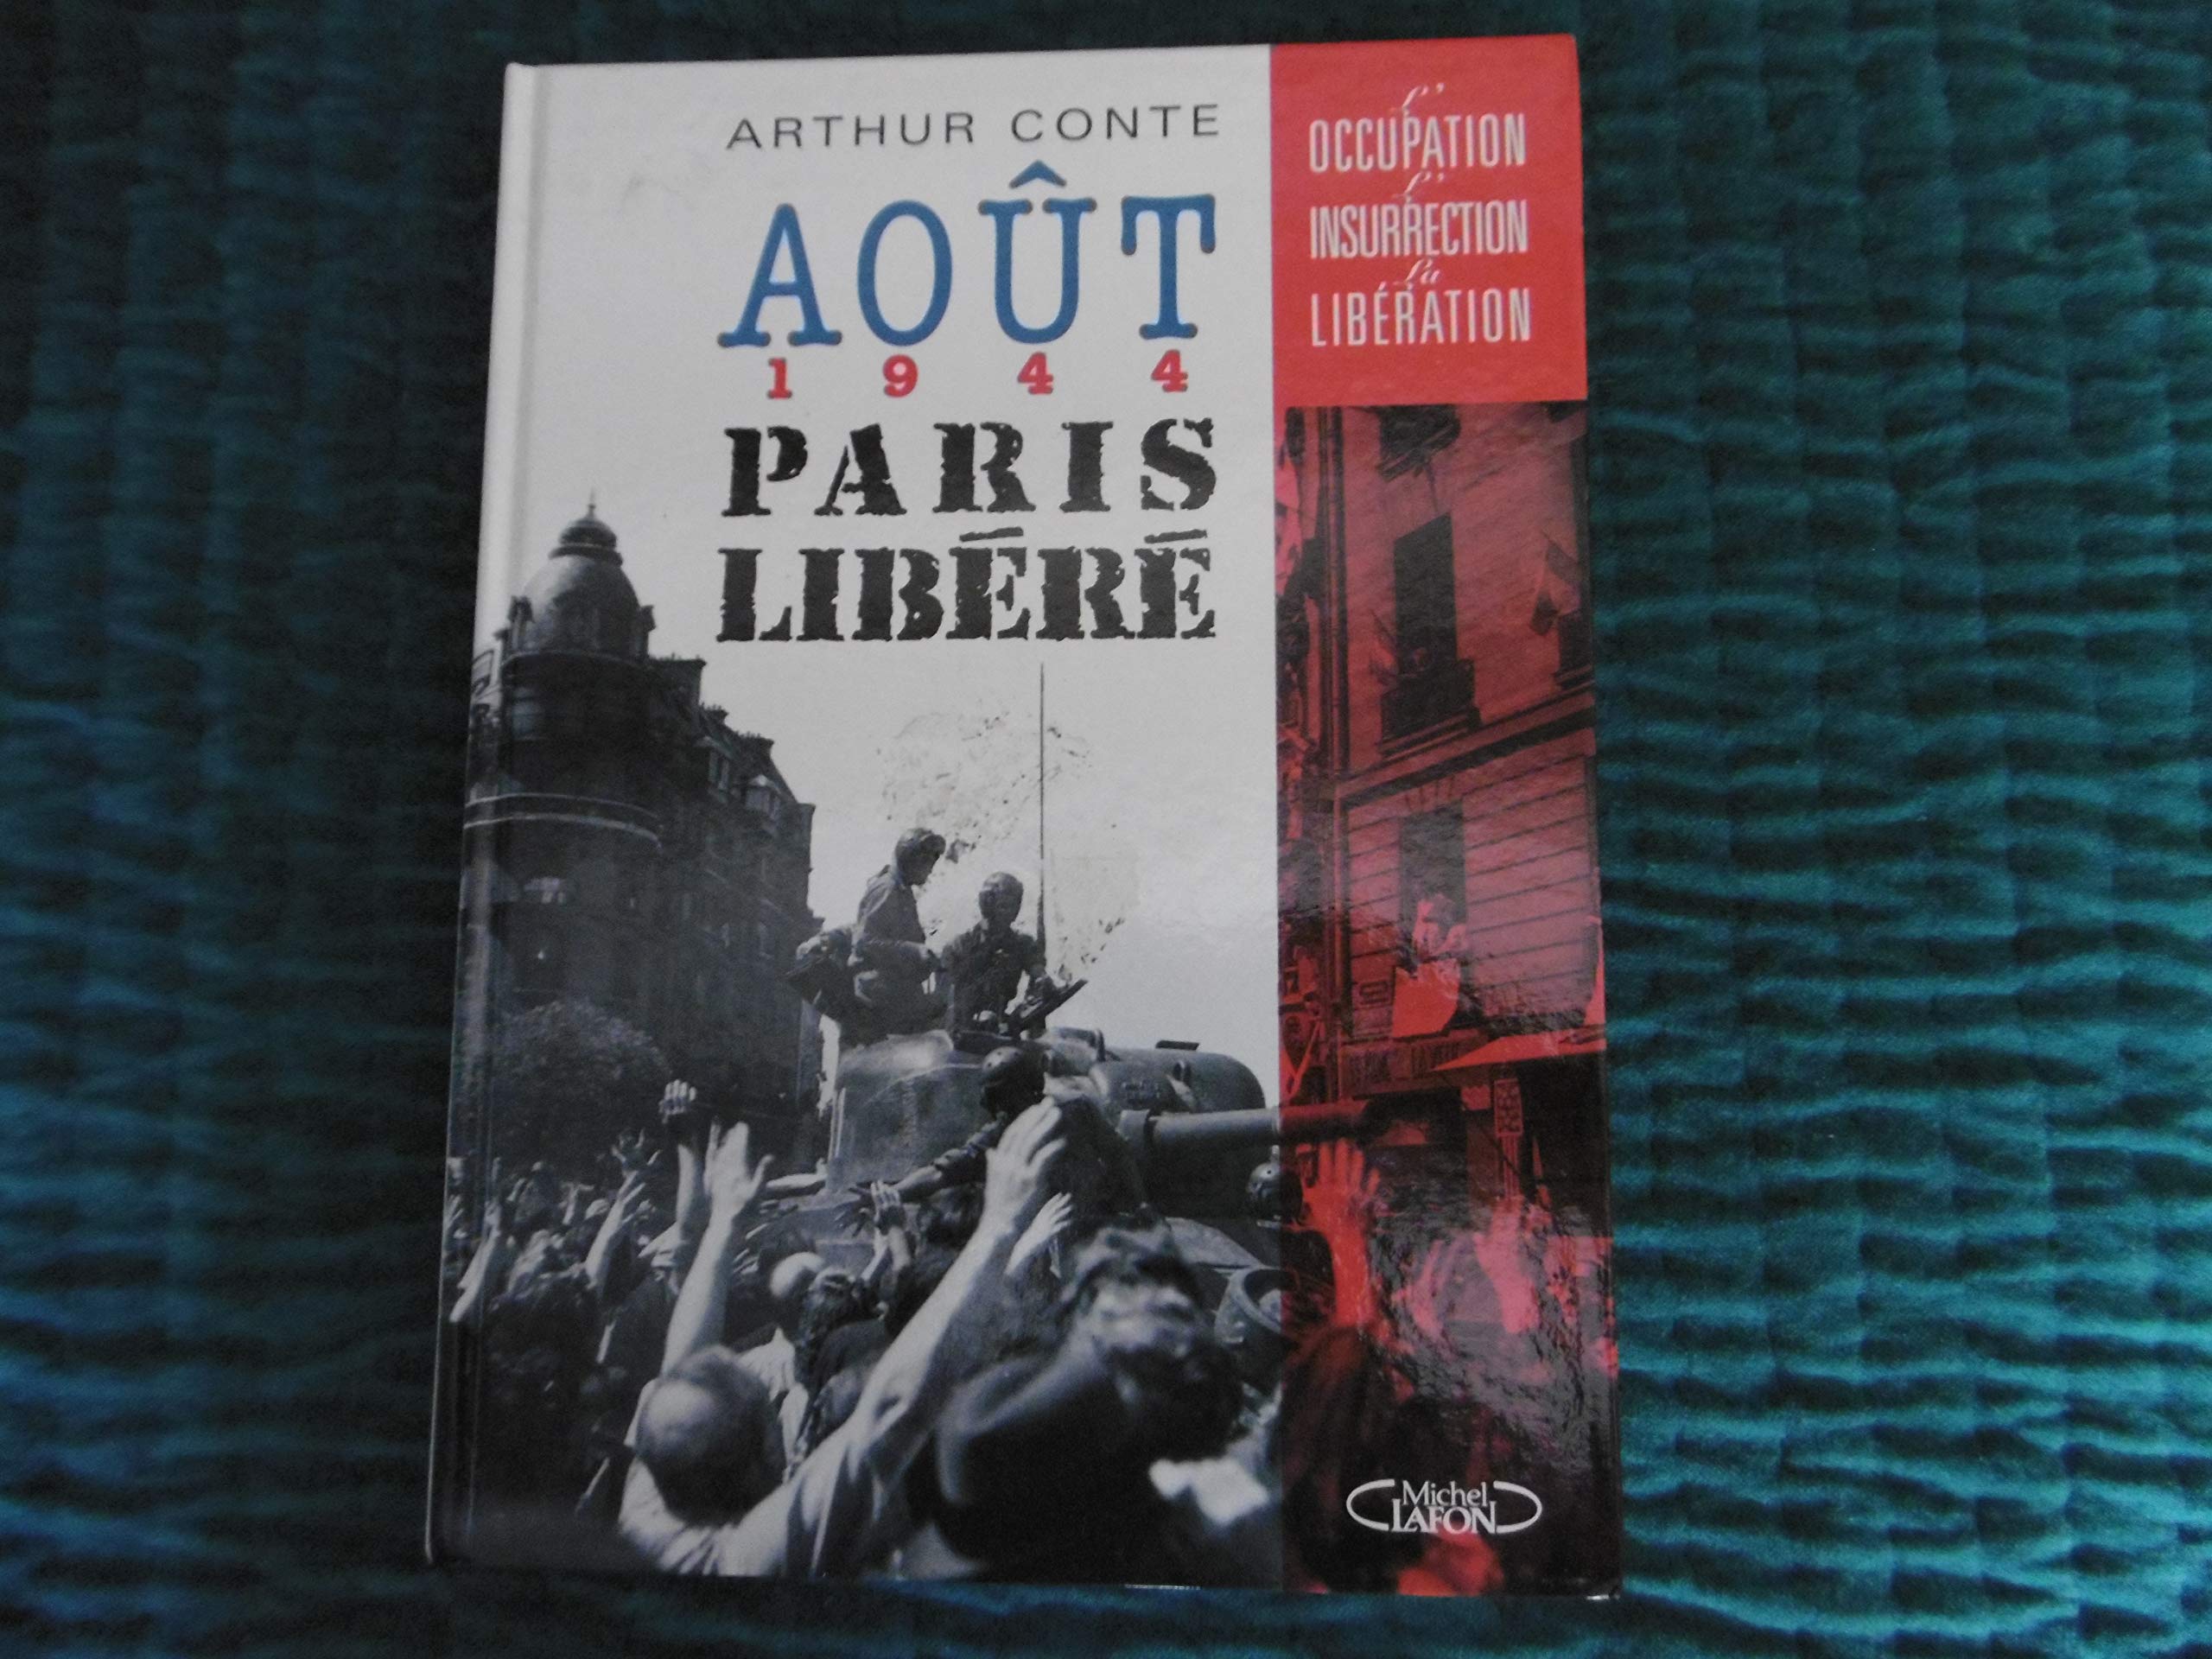 ARTHUR CONTE
AOÛT
1944
PARIS
LIBÉRÉ
L'
OCCUPATION
L'
INSURRECTION
La
LIBÉRATION
Michel
LAFON